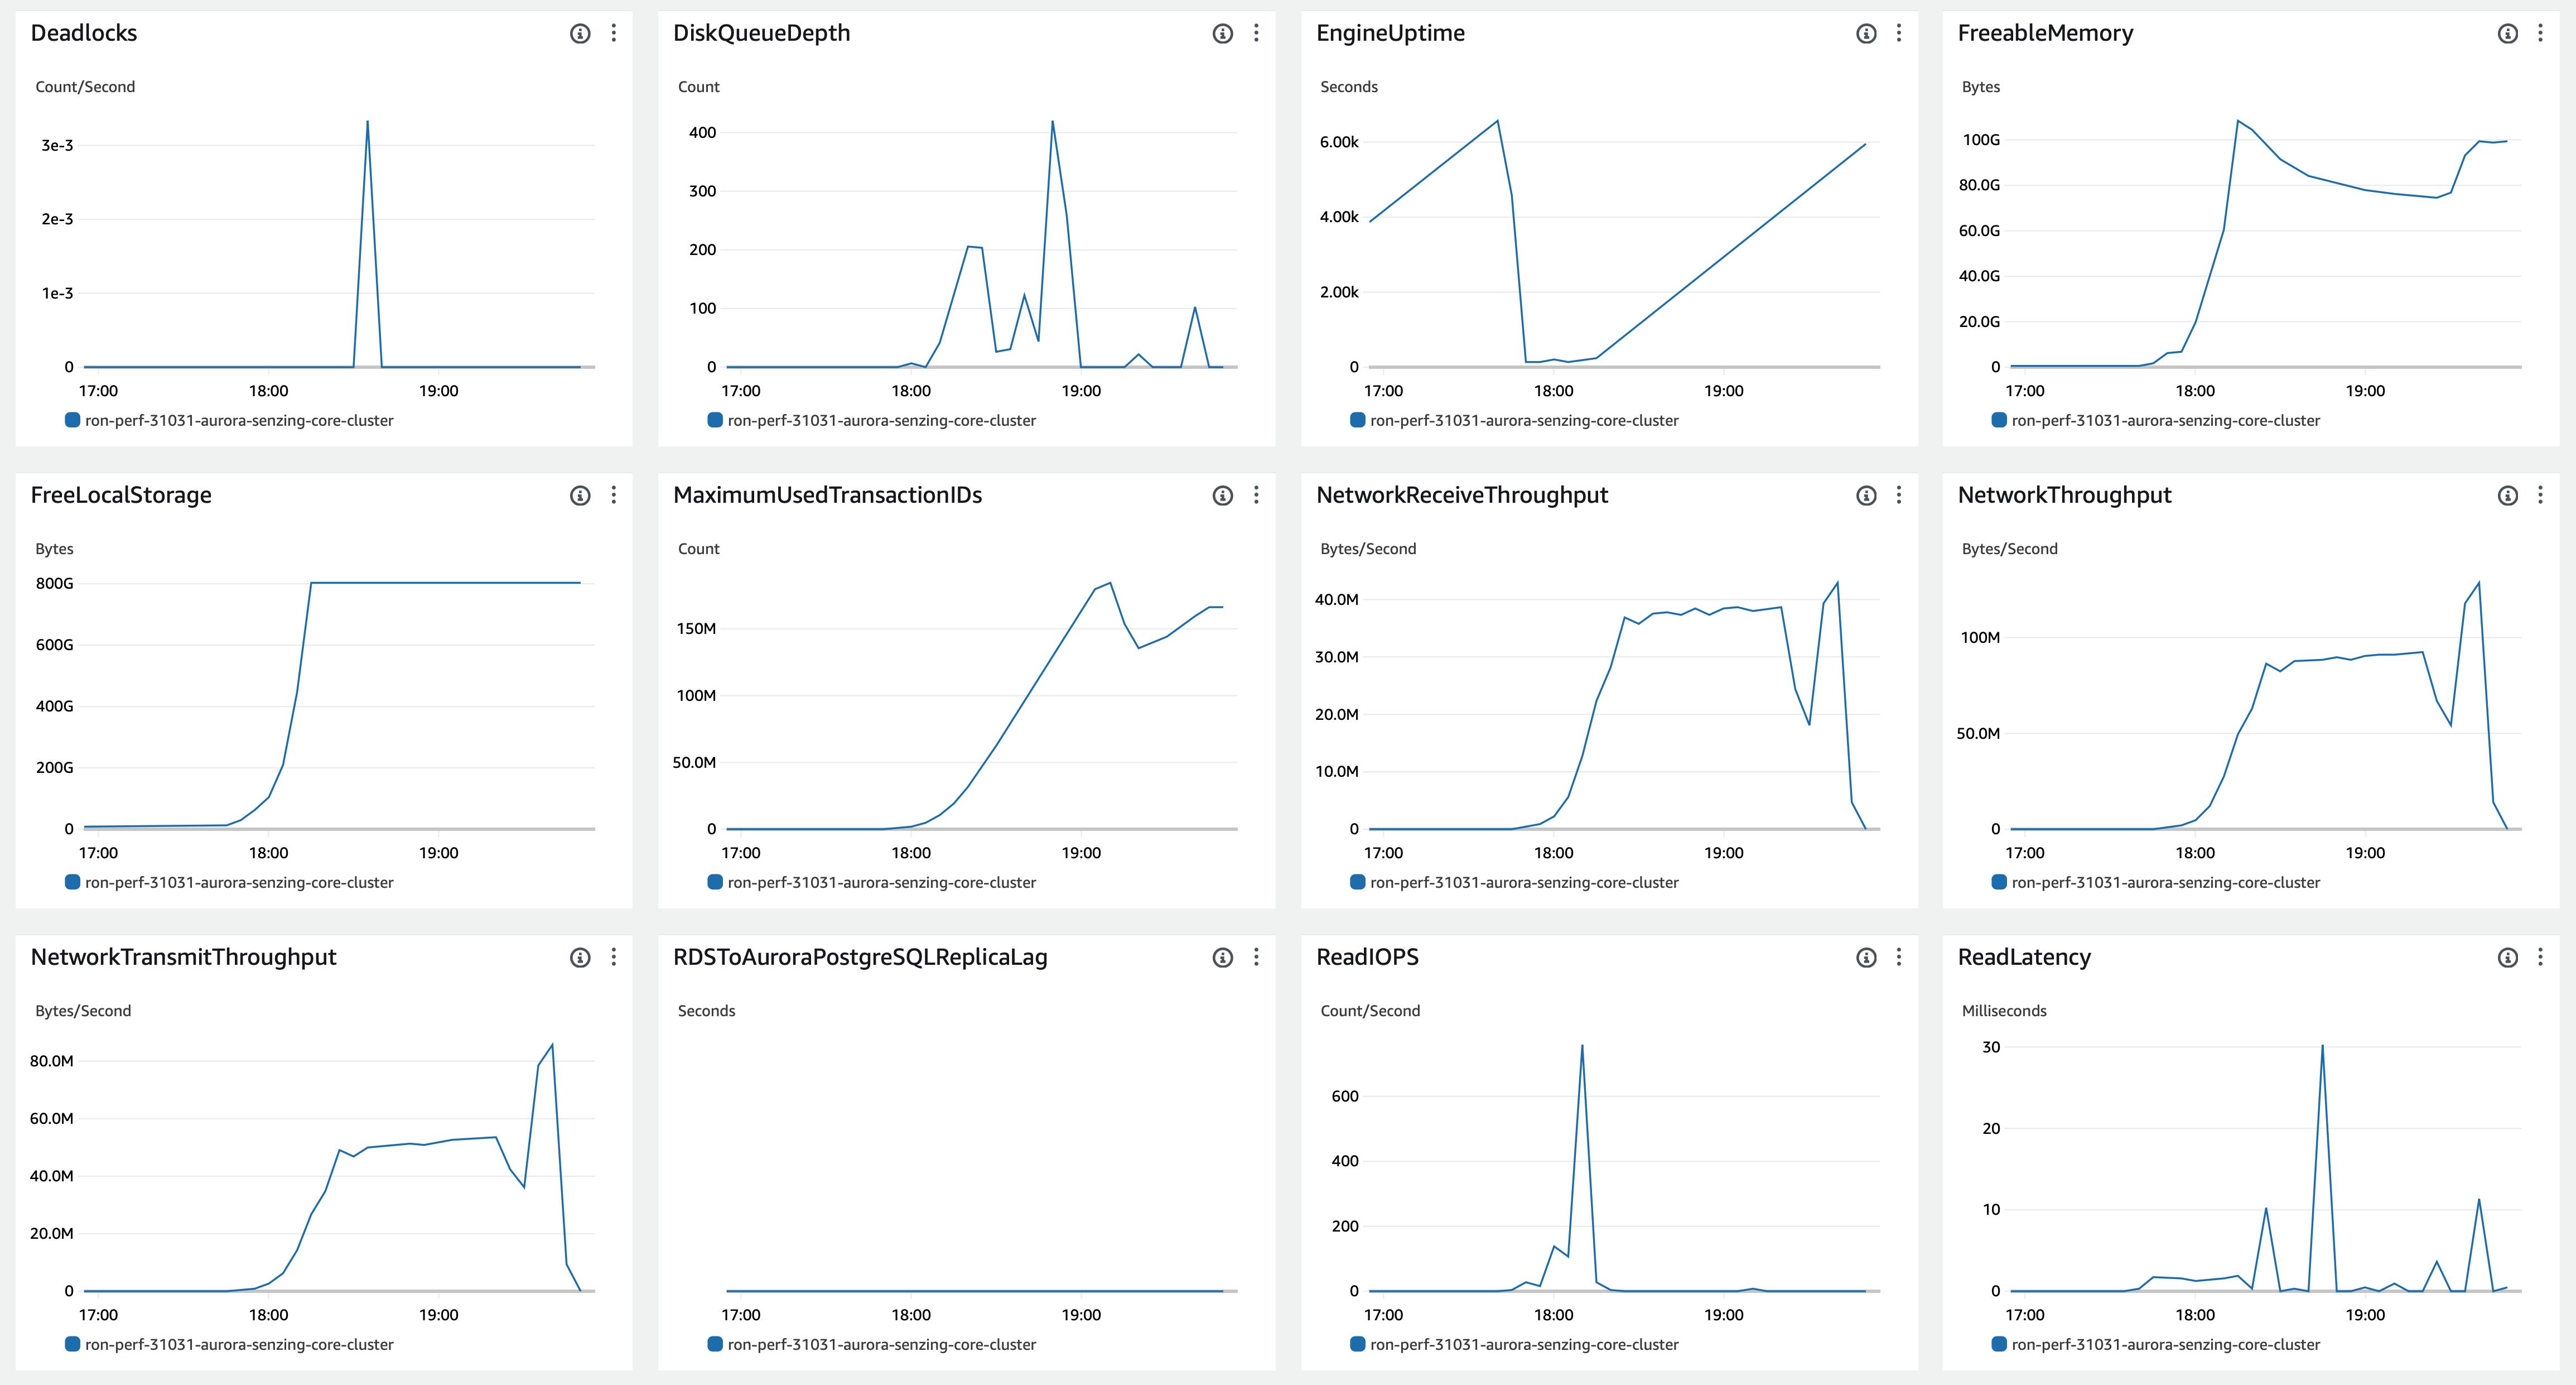 Deadlocks
Count/Second
3e-3
2e-3
1e-3
0
17:00 18:00 19:00
ron-perf-31031-aurora-senzing-core-cluster
DiskQueueDepth
Count
400
300
200
100
0
17:00 18:00 19:00
ron-perf-31031-aurora-senzing-core-cluster
EngineUptime
Seconds
6.00k
4.00k
2.00k
0
17:00 18:00 19:00
ron-perf-31031-aurora-senzing-core-cluster
FreeableMemory
Bytes
100G
80.0G
60.0G
40.0G
20.0G
0
17:00 18:00 19:00
ron-perf-31031-aurora-senzing-core-cluster
FreeLocalStorage
Bytes
800G
600G
400G
200G
0
17:00 18:00 19:00
ron-perf-31031-aurora-senzing-core-cluster
MaximumUsedTransactionIDs
Count
150M
100M
50.0M
0
17:00 18:00 19:00
ron-perf-31031-aurora-senzing-core-cluster
NetworkReceiveThroughput
Bytes/Second
40.0M
30.0M
20.0M
10.0M
0
17:00 18:00 19:00
ron-perf-31031-aurora-senzing-core-cluster
NetworkThroughput
Bytes/Second
100M
50.0M
0
17:00 18:00 19:00
ron-perf-31031-aurora-senzing-core-cluster
NetworkTransmitThroughput
Bytes/Second
80.0M
60.0M
40.0M
20.0M
0
17:00 18:00 19:00
ron-perf-31031-aurora-senzing-core-cluster
RDSToAuroraPostgreSQLReplicaLag
Seconds
17:00 18:00 19:00
ron-perf-31031-aurora-senzing-core-cluster
ReadIOPS
Count/Second
600
400
200
0
17:00 18:00 19:00
ron-perf-31031-aurora-senzing-core-cluster
ReadLatency
Milliseconds
30
20
10
0
17:00 18:00 19:00
ron-perf-31031-aurora-senzing-core-cluster